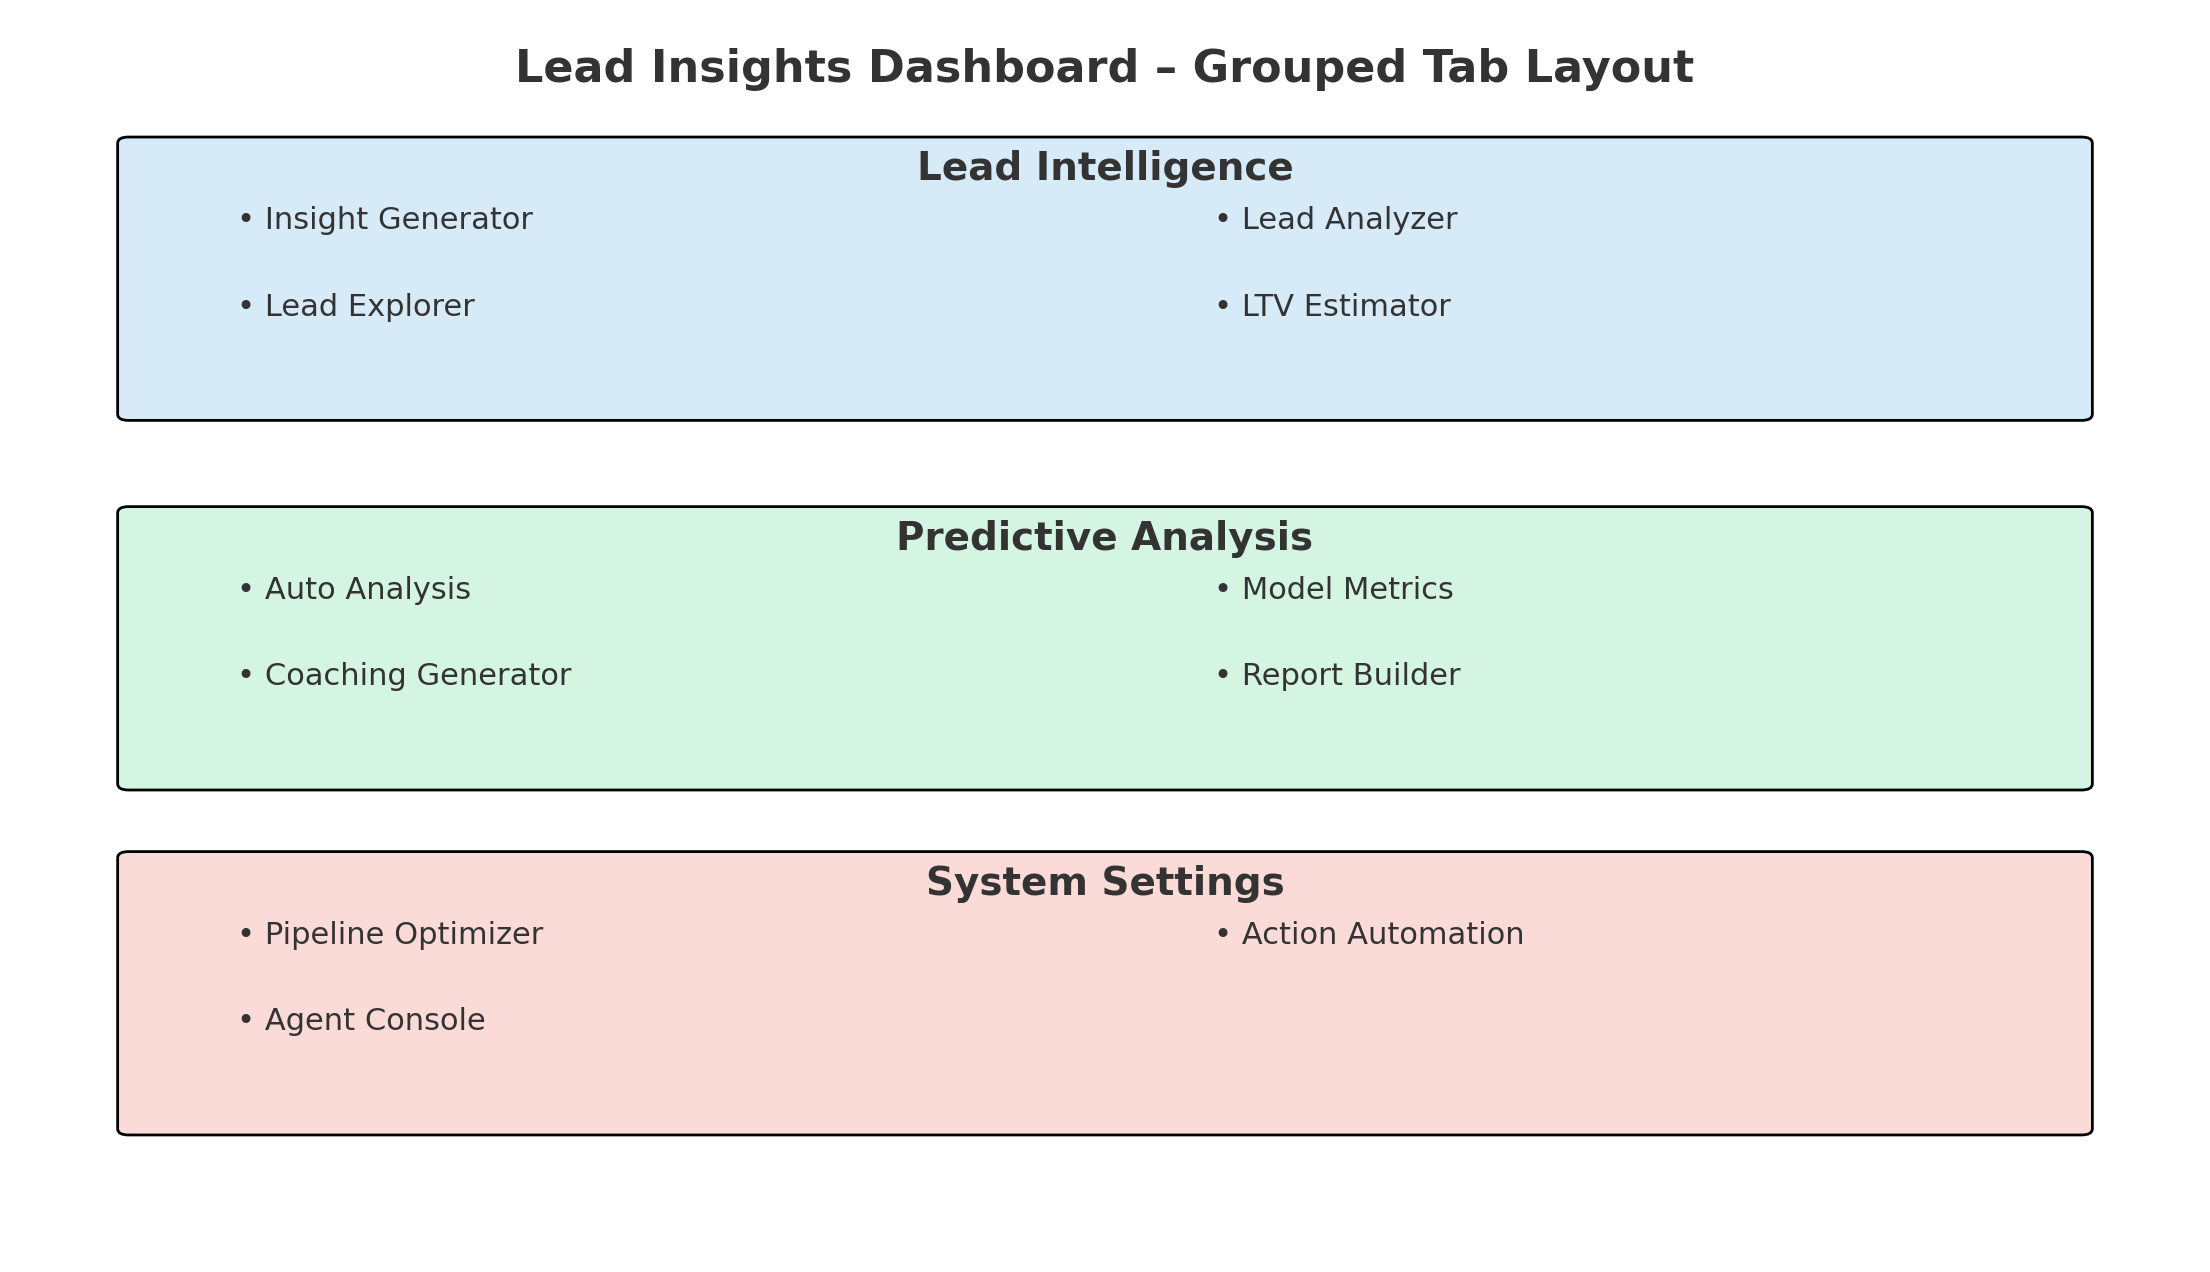 Lead Insights Dashboard – Grouped Tab Layout
Lead Intelligence
• Insight Generator
• Lead Analyzer
• Lead Explorer
• LTV Estimator
Predictive Analysis
• Auto Analysis
• Model Metrics
• Coaching Generator
• Report Builder
System Settings
• Pipeline Optimizer
• Action Automation
• Agent Console